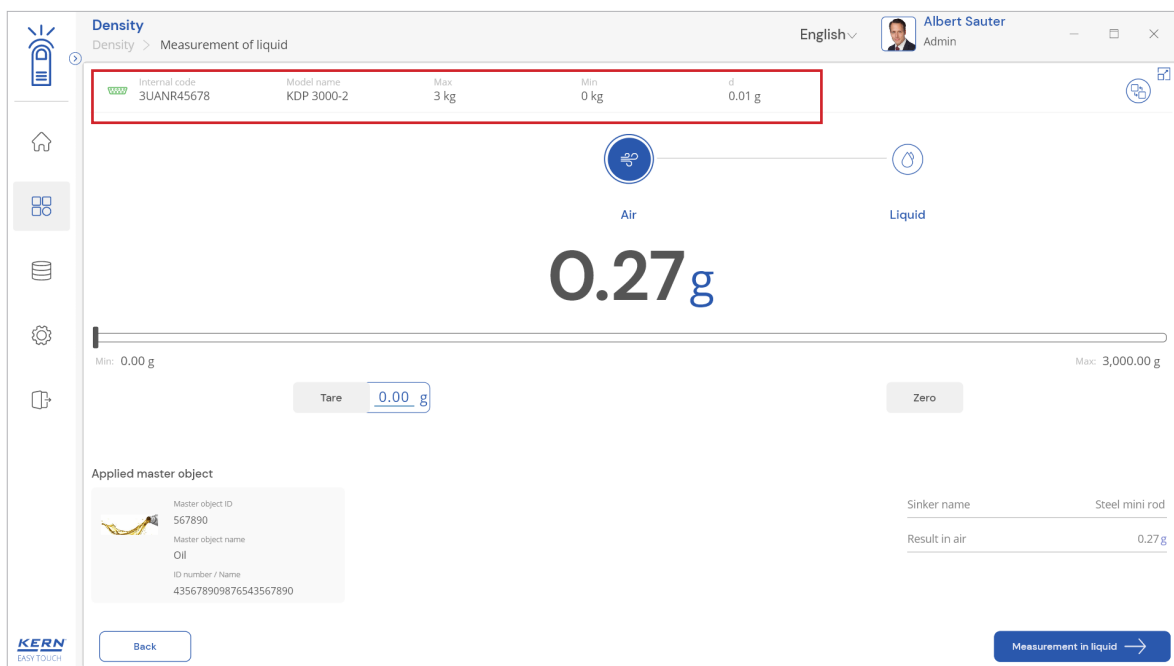 Density
Density > Measurement of liquid
English
Albert Sauter
Admin
Internal code Model name Max Min d
3UANR45678 KDP 3000-2 3 kg 0 kg 0.01 g
Air Liquid
0.27 g
Min: 0.00 g Max: 3,000.00 g
Tare 0.00 g Zero
Applied master object
Master object ID
567890
Master object name
Oil
ID number / Name
435678909876543567890
Sinker name Steel mini rod
Result in air 0.27 g
KERN
EASY TOUCH
Back Measurement in liquid